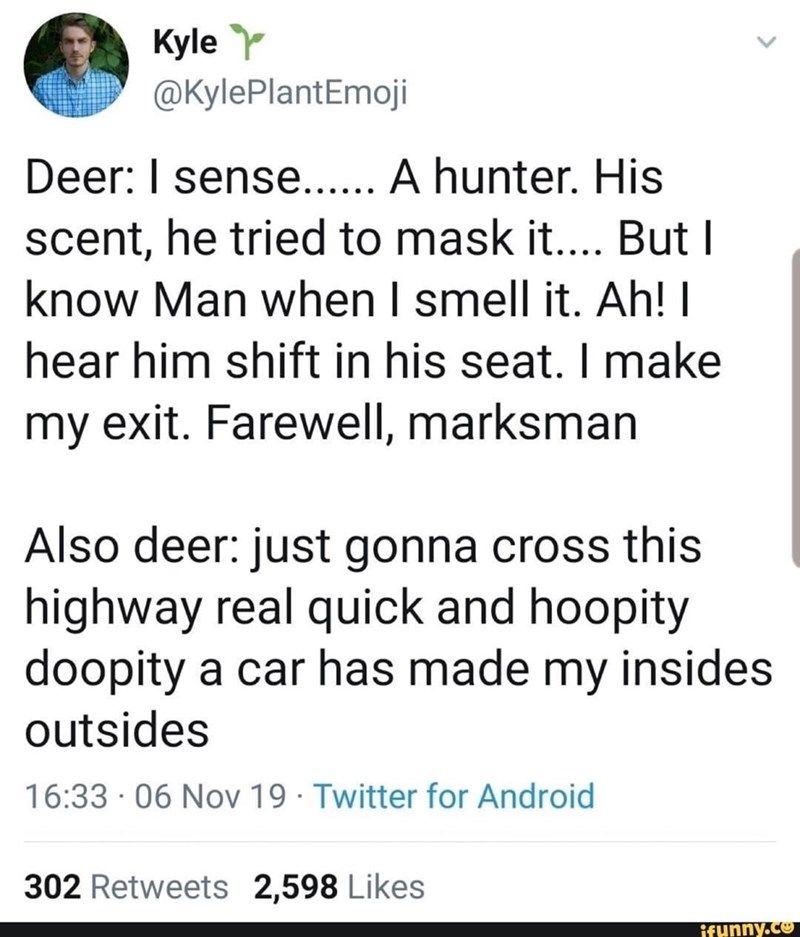 Kyle 🌱
@KylePlantEmoji
Deer: I sense...... A hunter. His
scent, he tried to mask it.... But I
know Man when I smell it. Ah! I
hear him shift in his seat. I make
my exit. Farewell, marksman
Also deer: just gonna cross this
highway real quick and hoopity
doopity a car has made my insides
outsides
16:33 · 06 Nov 19 · Twitter for Android
302 Retweets 2,598 Likes
ifunny.co